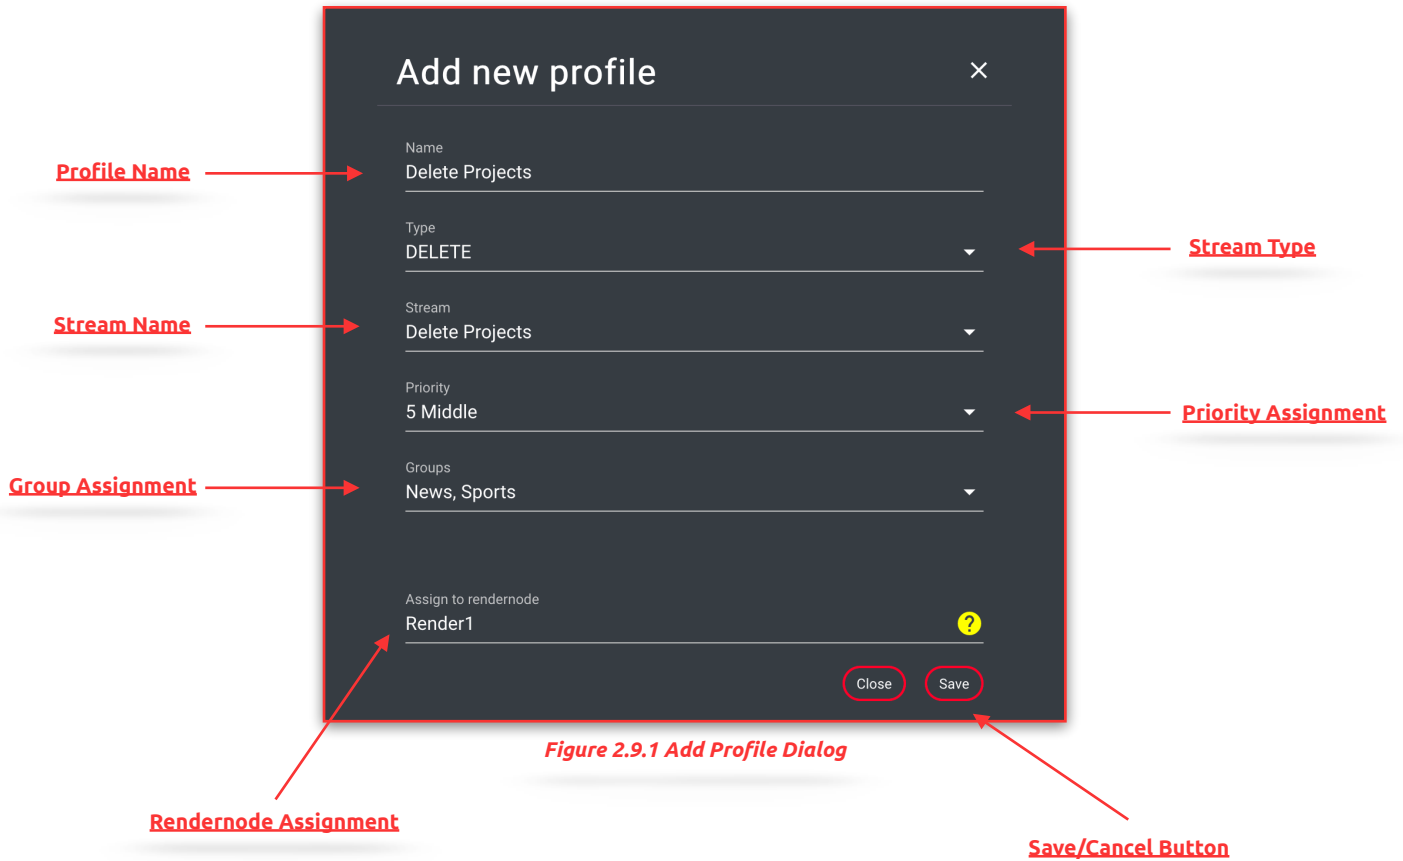 Add new profile
Name
Profile Name
Delete Projects
Type
DELETE
Stream Type
Stream
Stream Name
Delete Projects
Priority
5 Middle
Priority Assignment
Groups
Group Assignment
News, Sports
Assign to rendernode
Render1
?
Close
Save
Figure 2.9.1 Add Profile Dialog
Rendernode Assignment
Save/Cancel Button